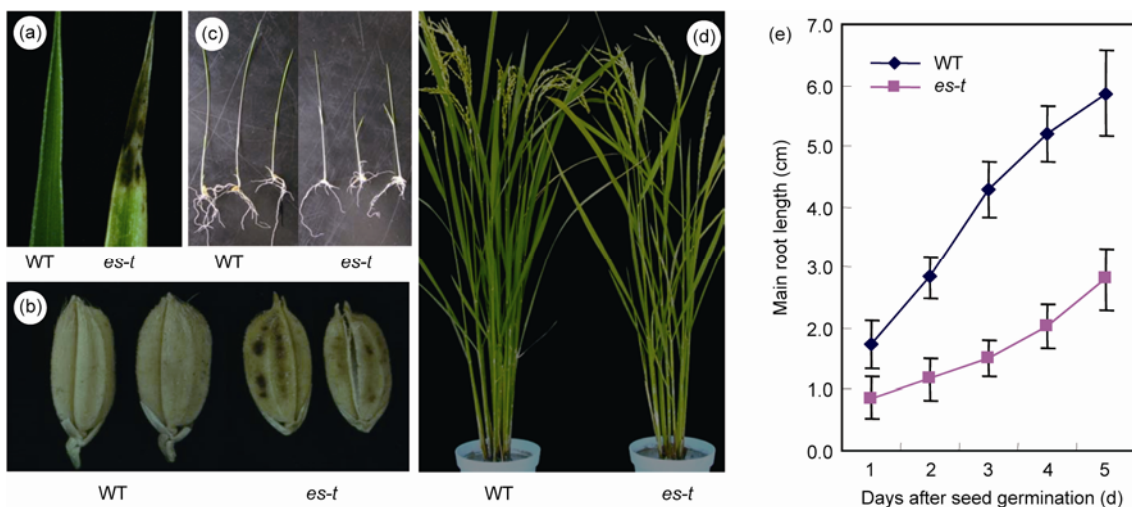 (a)
(c)
(d)
WT
es-t
WT
es-t
(b)
WT
es-t
WT
es-t
(e)
7.0
6.0
5.0
4.0
3.0
2.0
1.0
0.0
Main root length (cm)
WT
es-t
1 2 3 4 5
Days after seed germination (d)